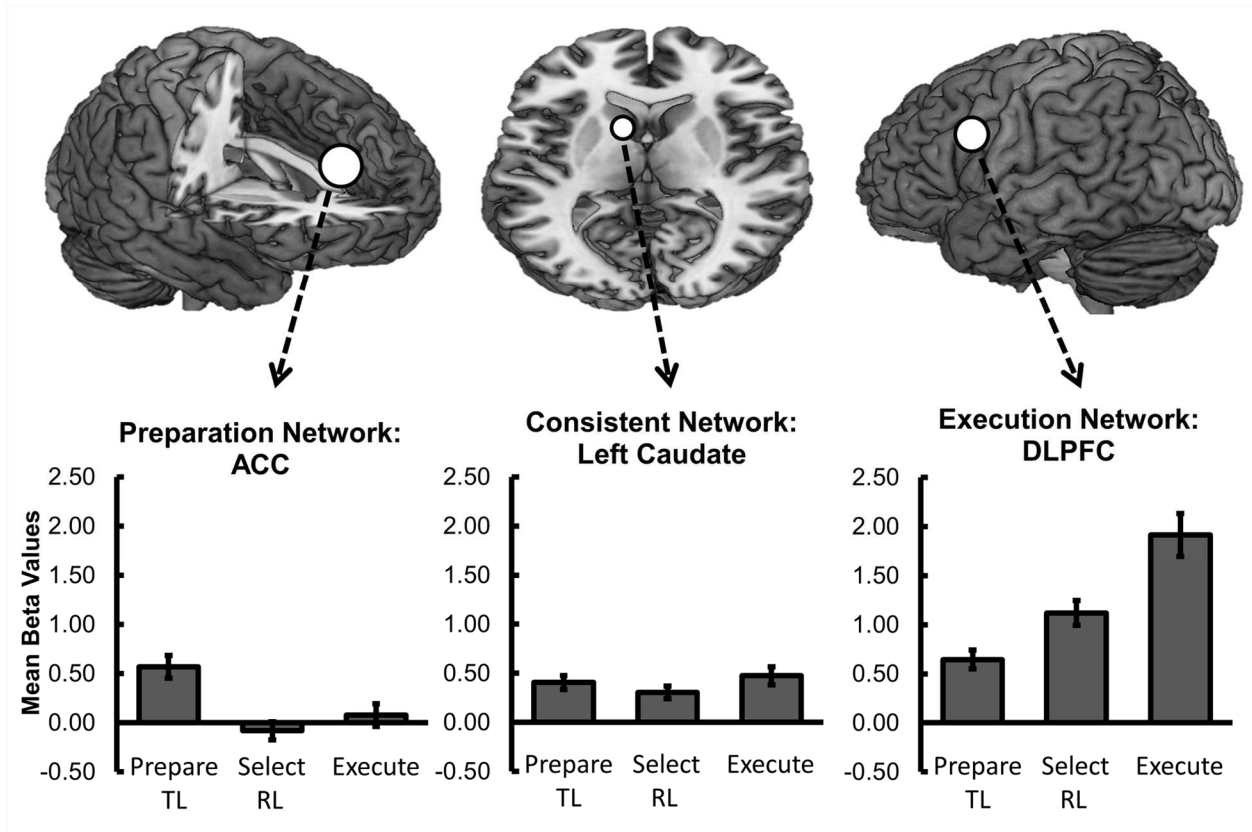 Preparation Network:
ACC
Mean Beta Values
2.50
2.00
1.50
1.00
0.50
0.00
-0.50
Prepare TL
Select RL
Execute
Consistent Network:
Left Caudate
2.50
2.00
1.50
1.00
0.50
0.00
-0.50
Prepare TL
Select RL
Execute
Execution Network:
DLPFC
2.50
2.00
1.50
1.00
0.50
0.00
-0.50
Prepare TL
Select RL
Execute